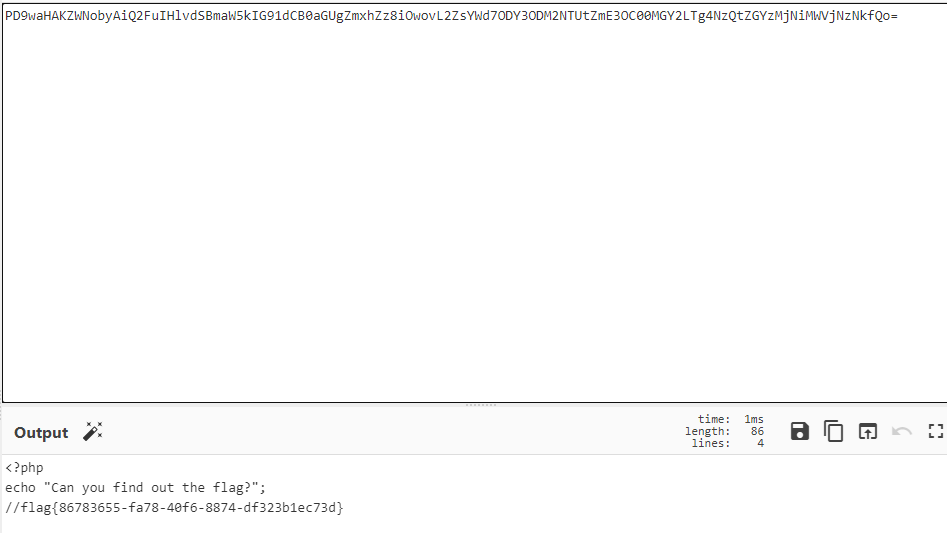 PD9waHAKZWNobyAiQ2FuIHlvdSBmaW5kIG91dCB0aGUgZmxhZz8iOwovL2ZsYWd7ODY3ODM2NTUtZmE3OC00MGY2LTg4NzQtZGYzMjNiMWVjNzNkfQo=
Output
time: 1ms
length: 86
lines: 4
<?php
echo "Can you find out the flag?";
//flag{86783655-fa78-40f6-8874-df323b1ec73d}